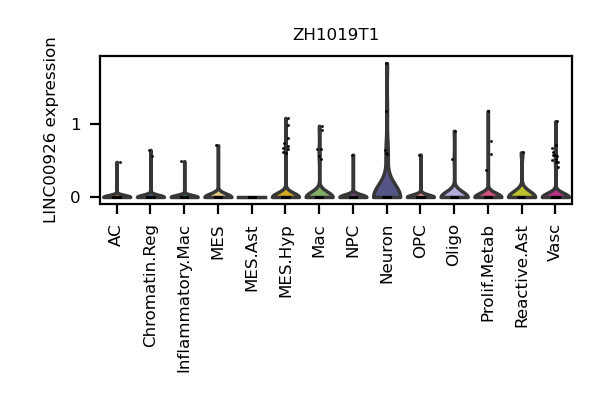 ZH1019T1
LINC00926 expression
1
0
AC
Chromatin.Reg
Inflammatory.Mac
MES
MES.Ast
MES.Hyp
Mac
NPC
Neuron
OPC
Oligo
Prolif.Metab
Reactive.Ast
Vasc